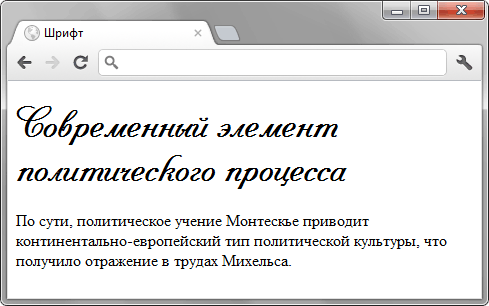 Шрифт
Современный элемент
политического процесса
По сути, политическое учение Монтескье приводит
континентально-европейский тип политической культуры, что
получило отражение в трудах Михельса.